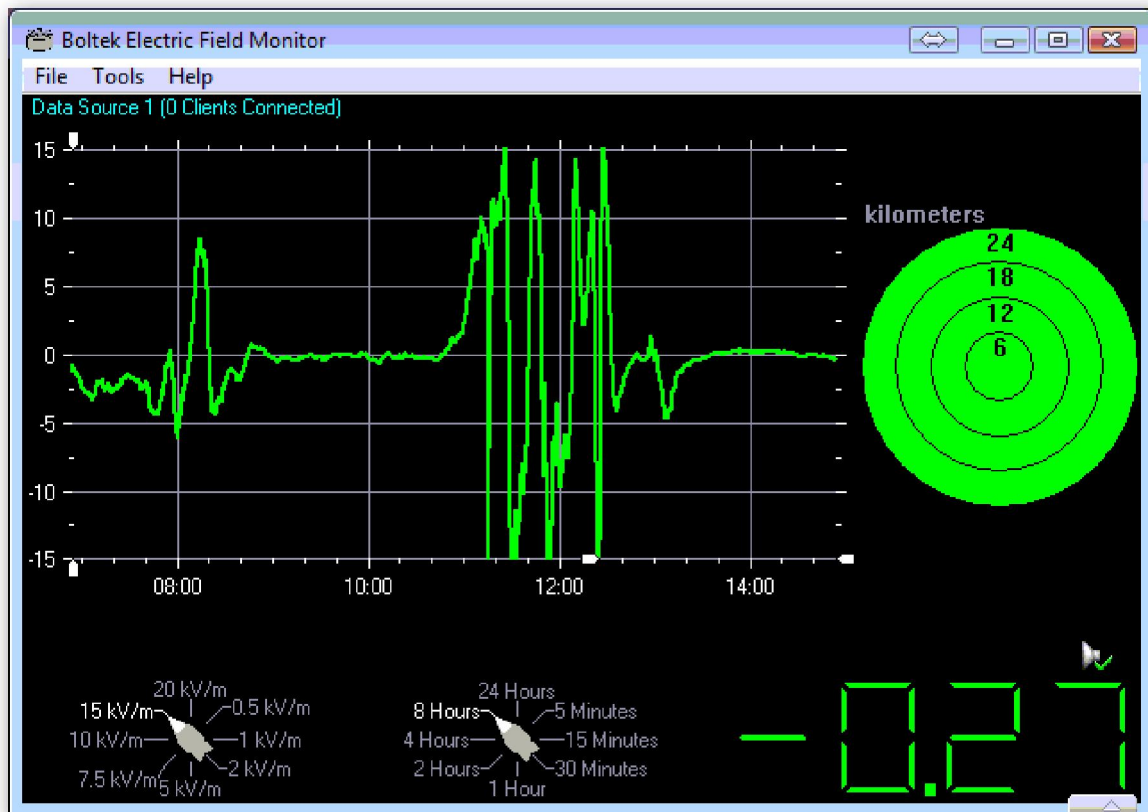 Boltek Electric Field Monitor
File Tools Help
Data Source 1 (0 Clients Connected)
15
10
5
0
-5
-10
-15
08:00 10:00 12:00 14:00
kilometers
24
18
12
6
20 kV/m
15 kV/m 0.5 kV/m
10 kV/m 1 kV/m
7.5 kV/m 2 kV/m
5 kV/m
24 Hours
8 Hours 5 Minutes
4 Hours 15 Minutes
2 Hours 30 Minutes
1 Hour
-0.27